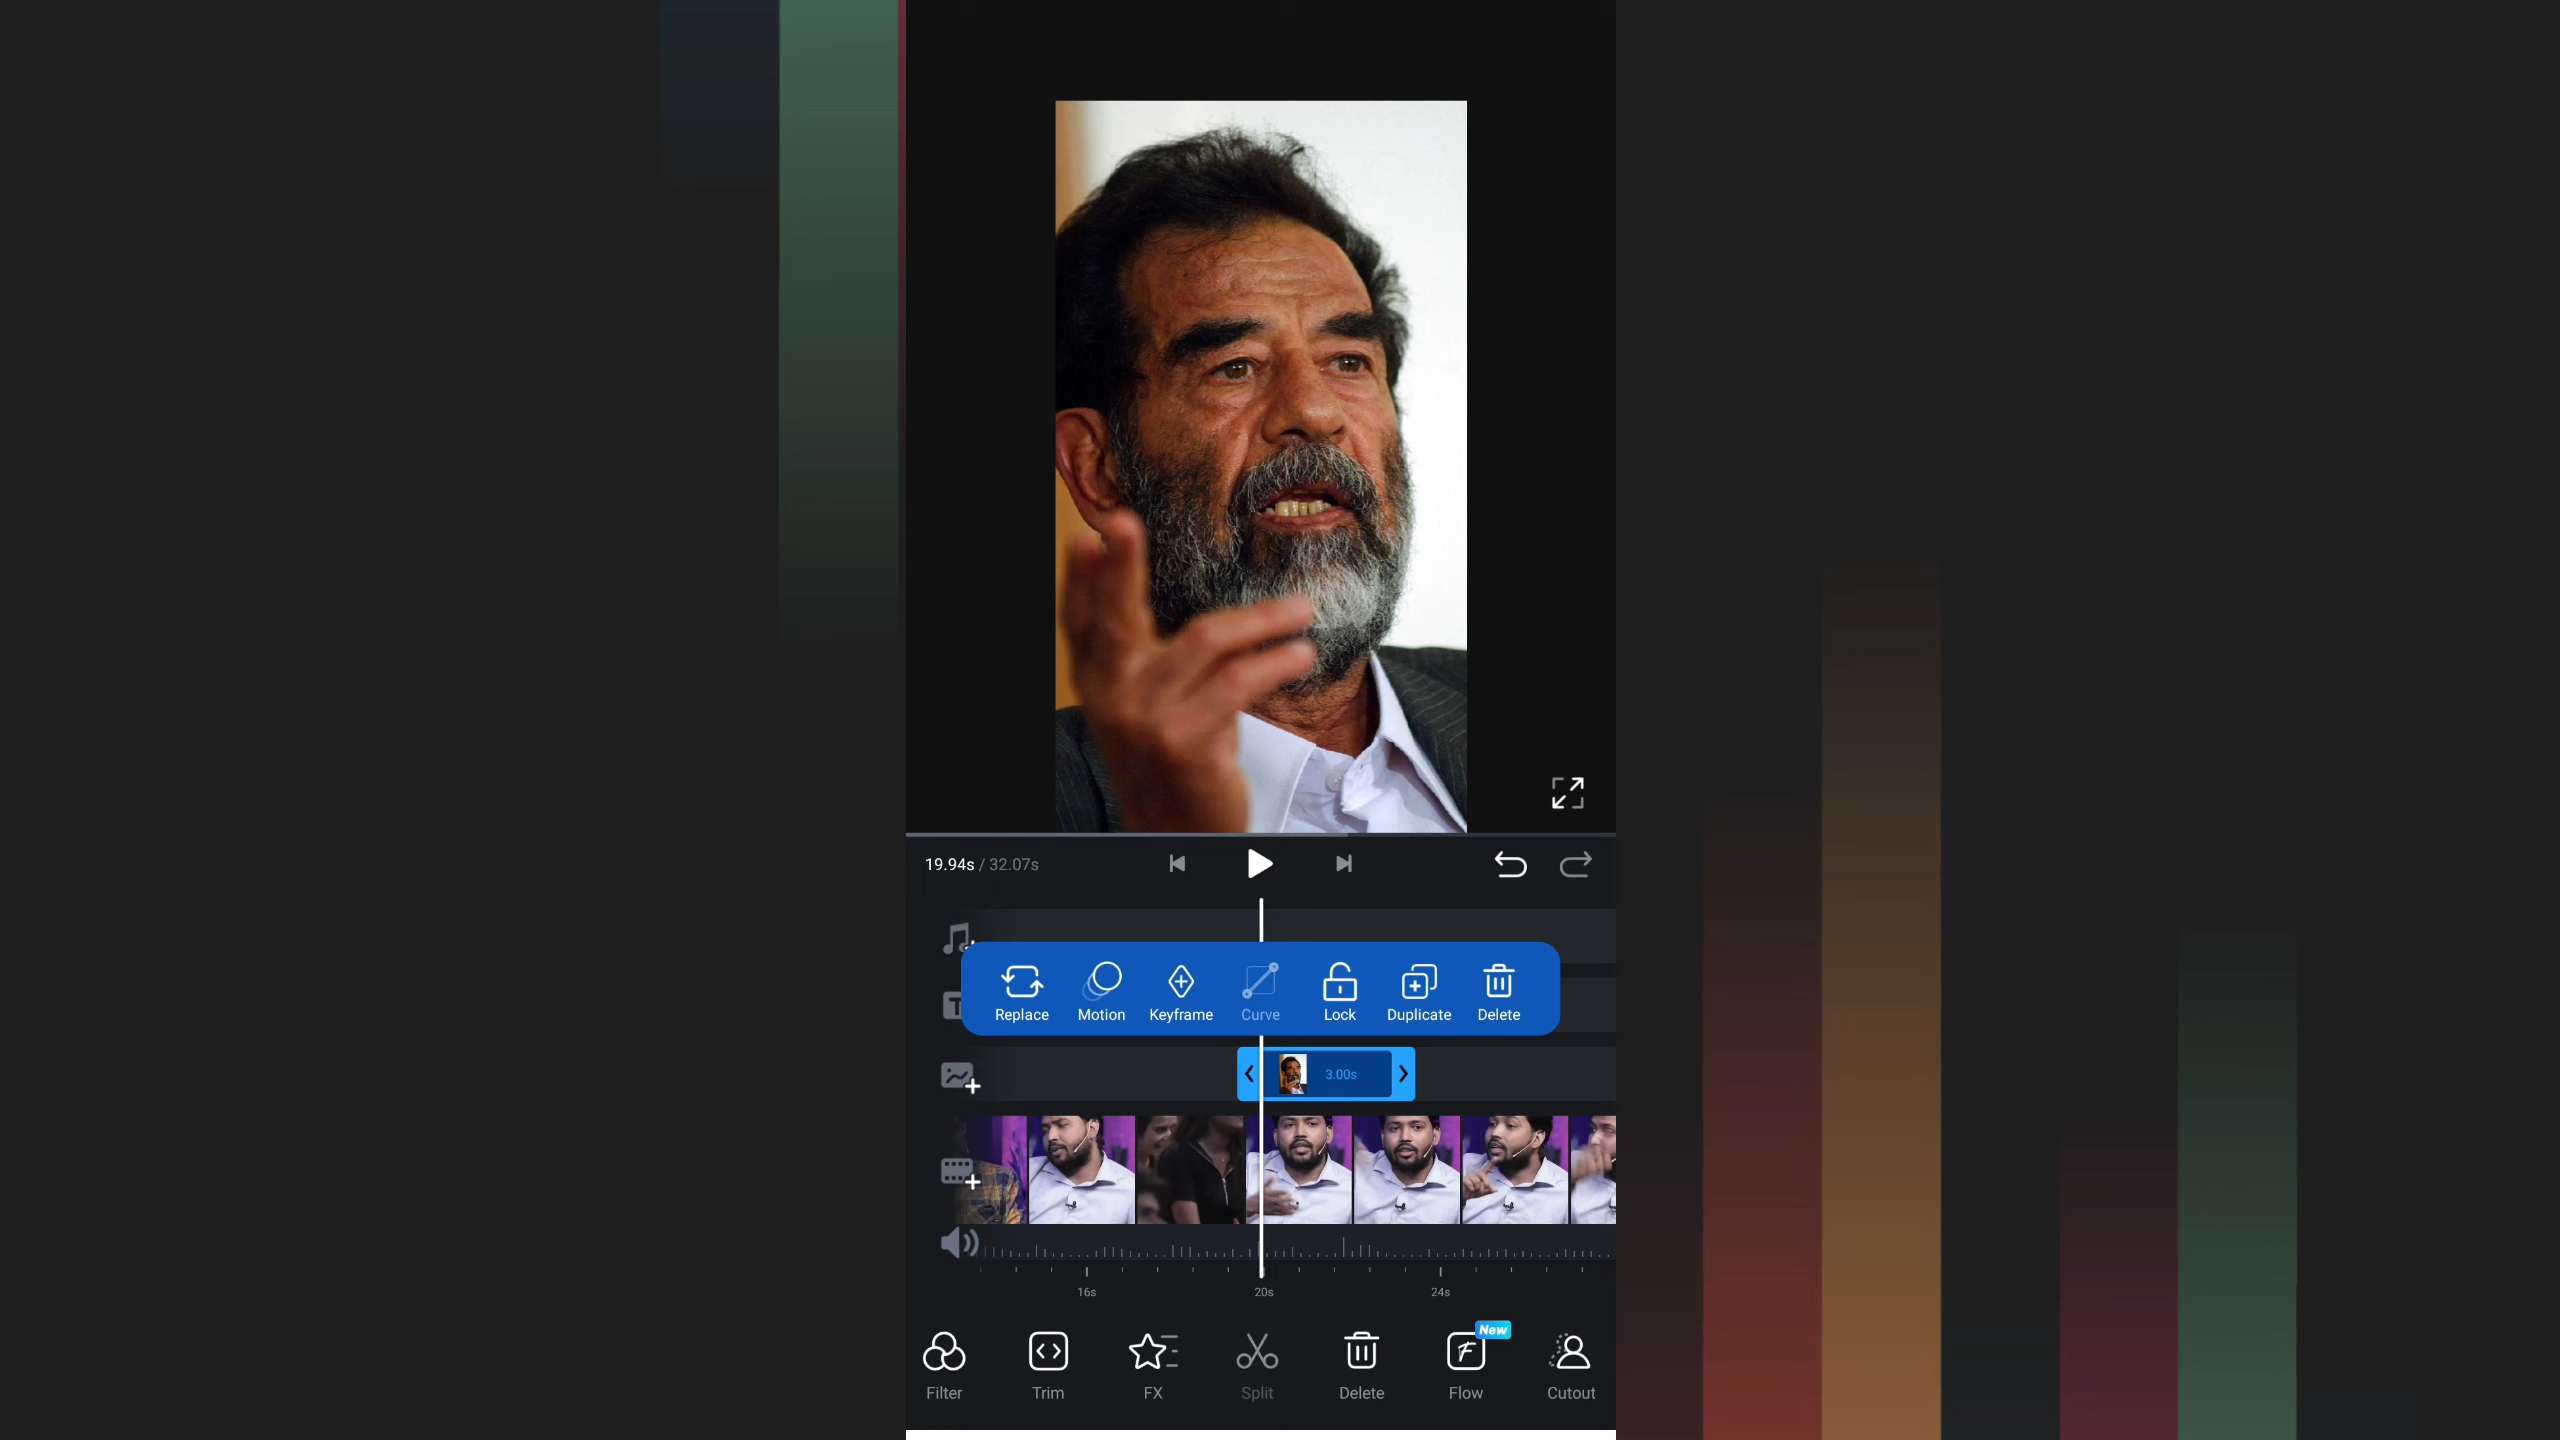 19.94s / 32.07s
Replace Motion Keyframe Curve Lock Duplicate Delete
3.00s
16s 20s 24s
New
Filter Trim FX Split Delete Flow Cutout